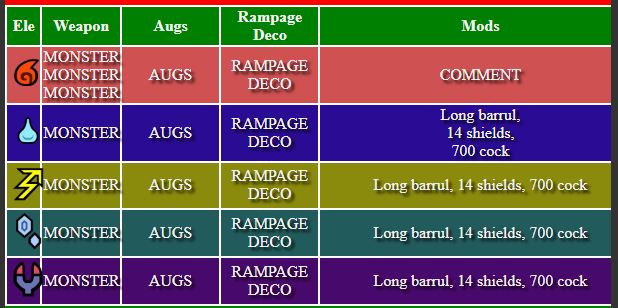 Ele Weapon Augs Rampage Deco Mods
MONSTER
MONSTER
MONSTER
AUGS
RAMPAGE
DECO
COMMENT
MONSTER
AUGS
RAMPAGE
DECO
Long barrul,
14 shields,
700 cock
MONSTER
AUGS
RAMPAGE
DECO
Long barrul, 14 shields, 700 cock
MONSTER
AUGS
RAMPAGE
DECO
Long barrul, 14 shields, 700 cock
MONSTER
AUGS
RAMPAGE
DECO
Long barrul, 14 shields, 700 cock